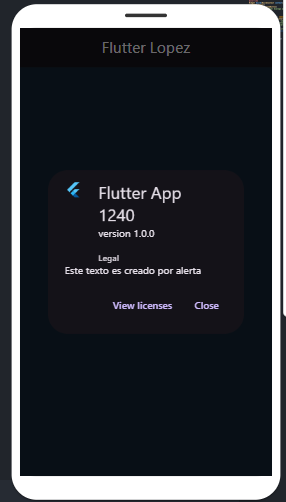 Flutter Lopez
Flutter App
1240
version 1.0.0
Legal
Este texto es creado por alerta
View licenses
Close